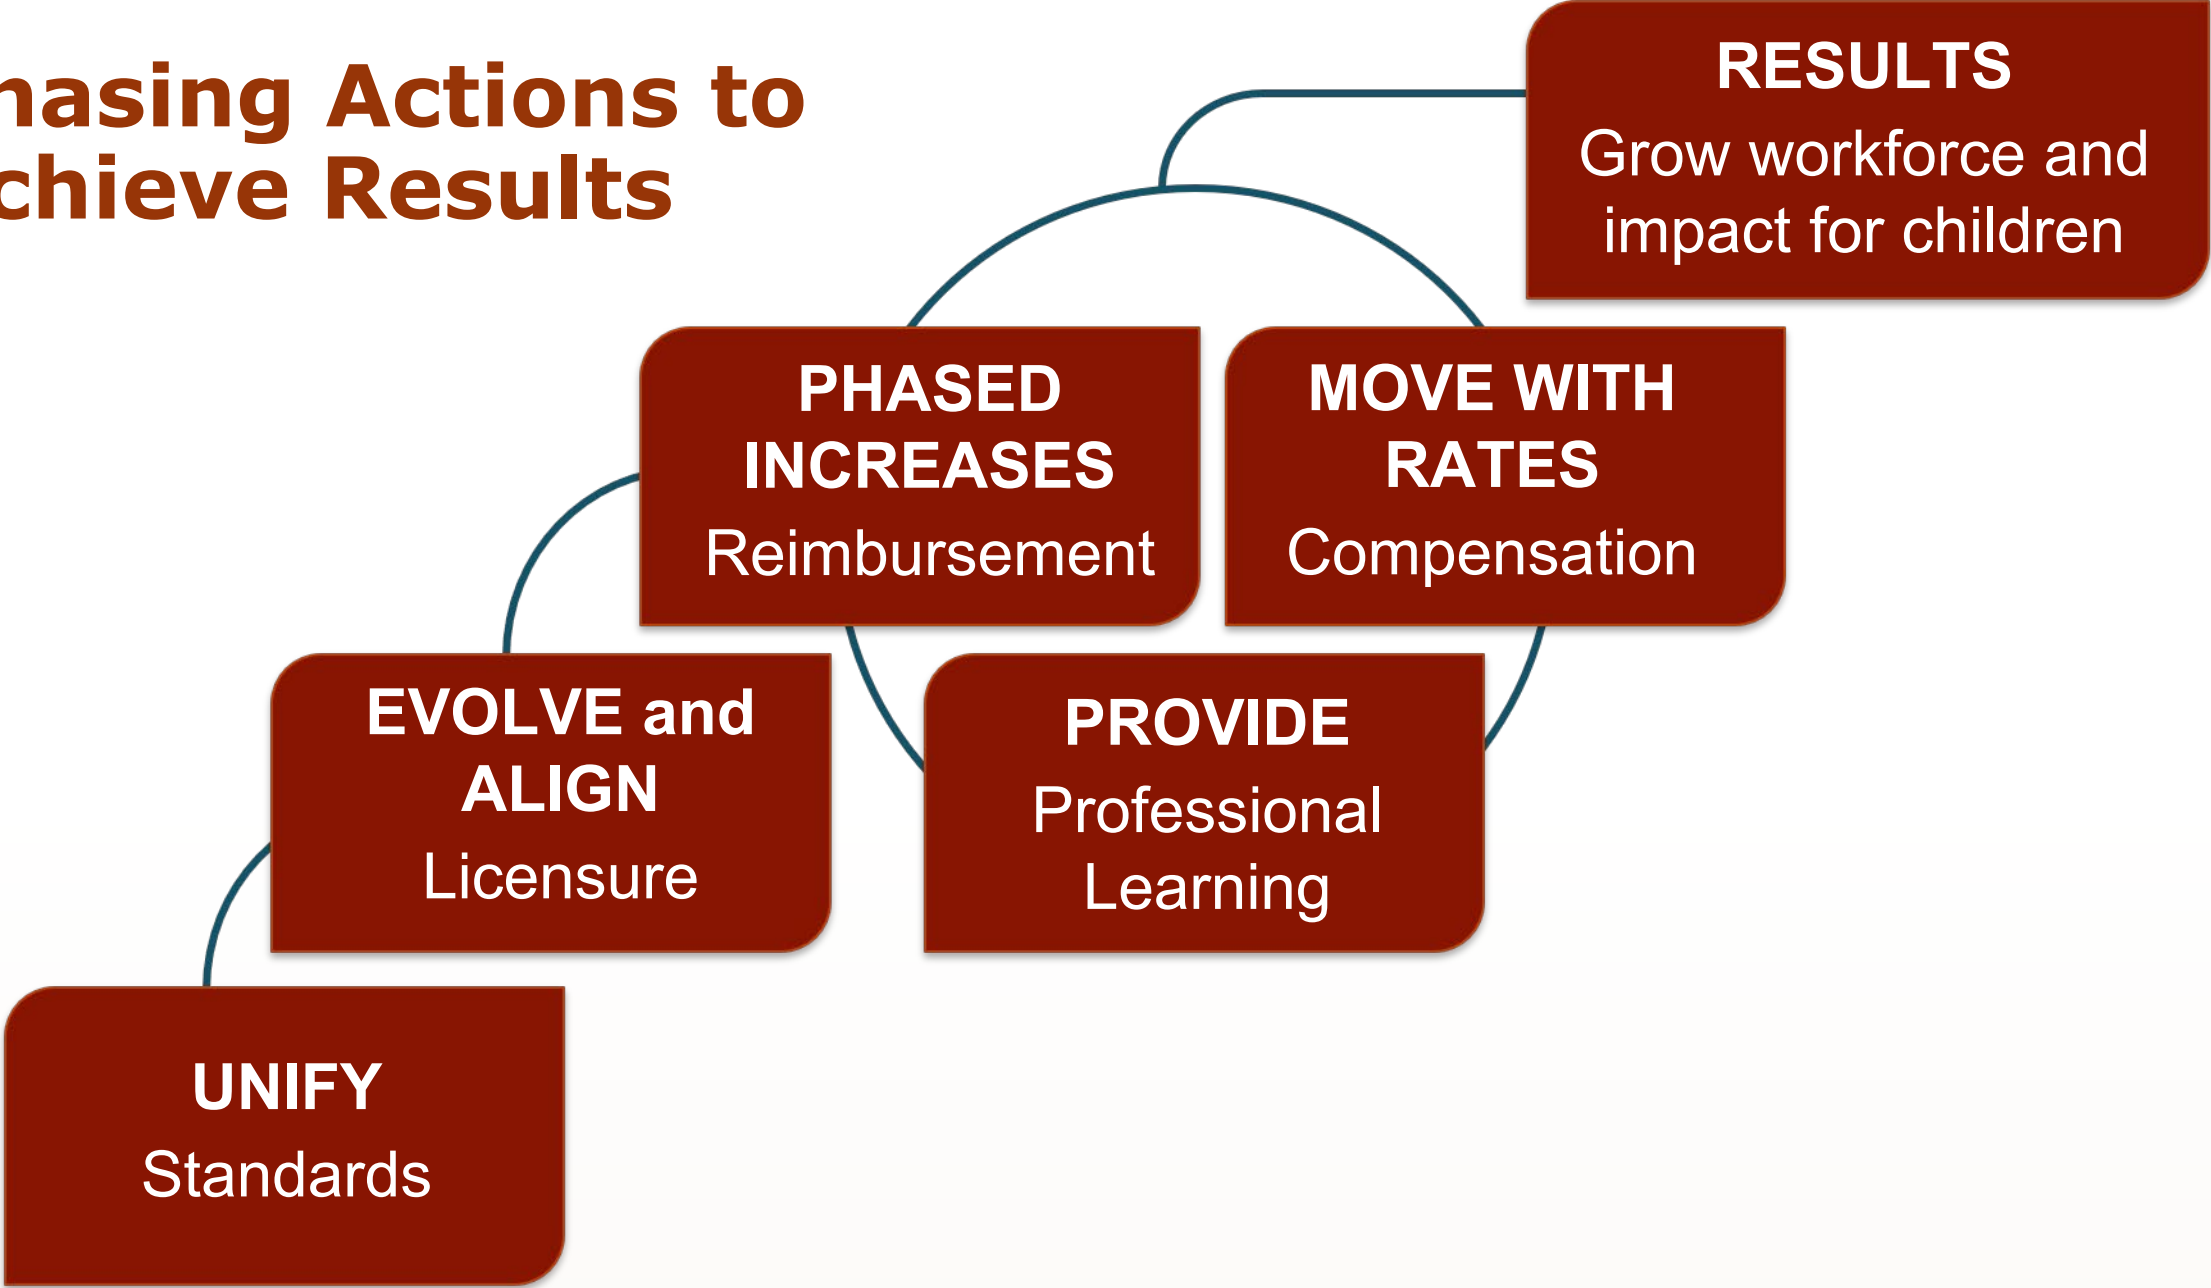 hasing Actions to
chieve Results
RESULTS
Grow workforce and
impact for children
PHASED
INCREASES
Reimbursement
MOVE WITH
RATES
Compensation
EVOLVE and
ALIGN
Licensure
PROVIDE
Professional
Learning
UNIFY
Standards